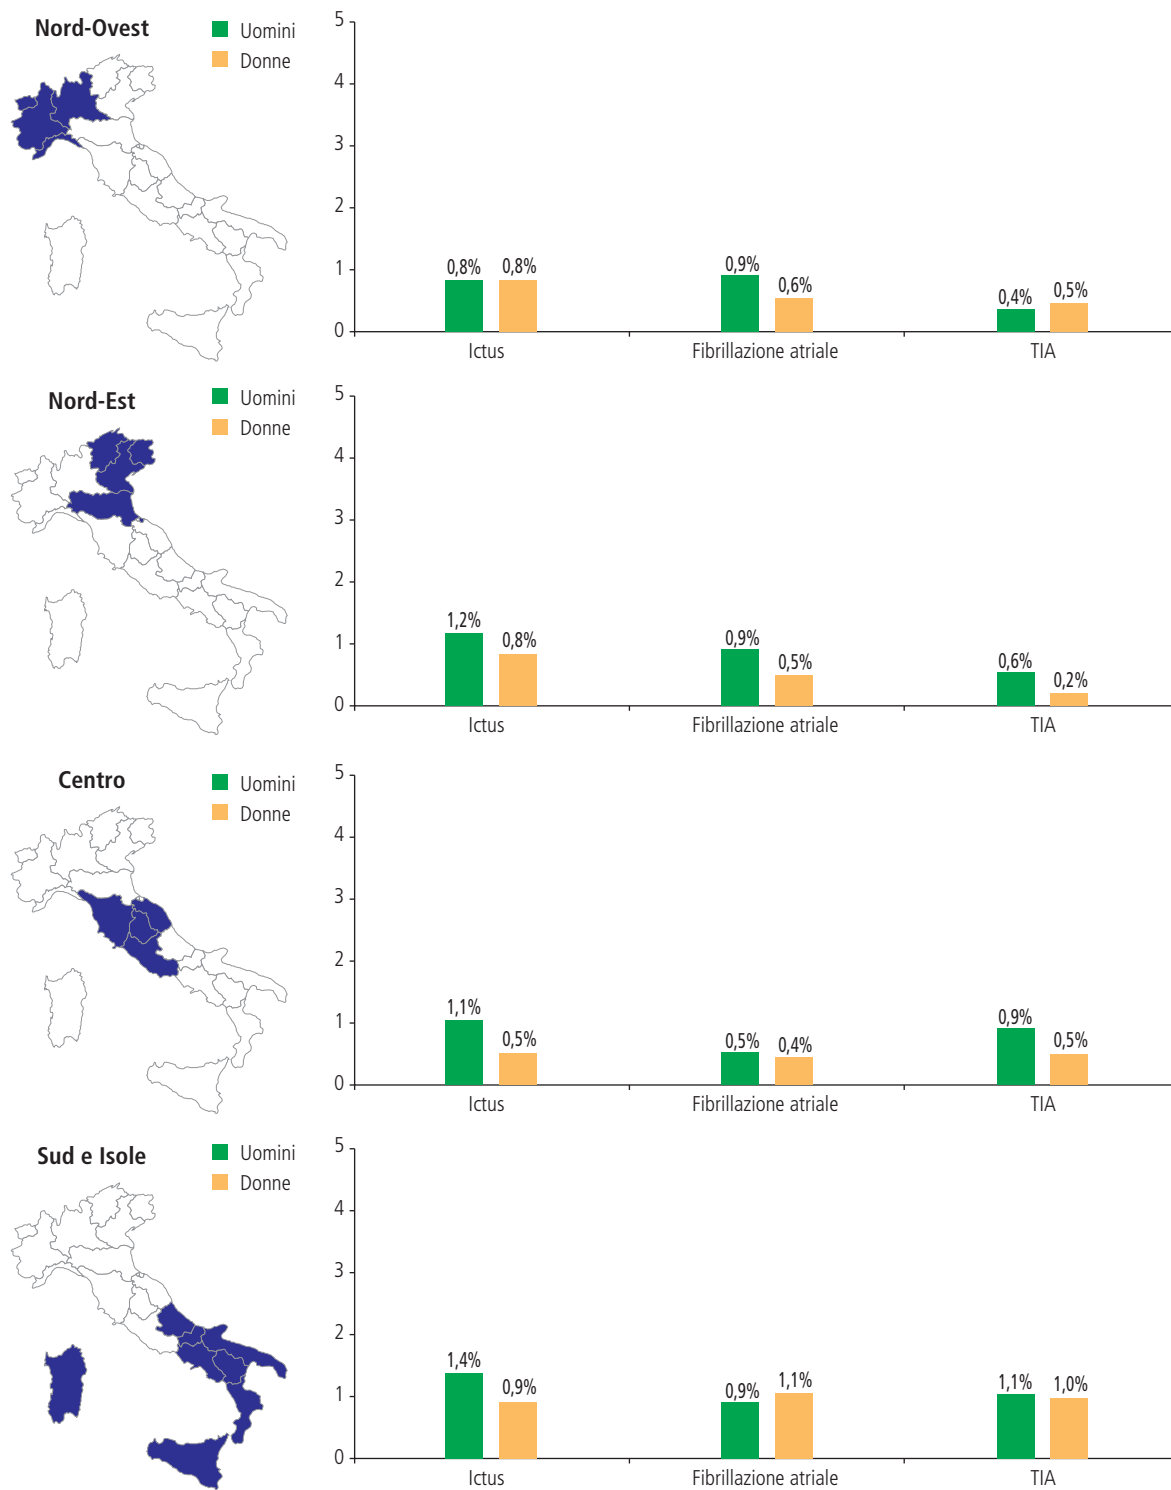 Nord-Ovest
Uomini
Donne
5
4
3
2
1
0
0,8% 0,8% 0,9% 0,6% 0,4% 0,5%
Ictus Fibrillazione atriale TIA
Nord-Est
Uomini
Donne
5
4
3
2
1
0
1,2% 0,8% 0,9% 0,5% 0,6% 0,2%
Ictus Fibrillazione atriale TIA
Centro
Uomini
Donne
5
4
3
2
1
0
1,1% 0,5% 0,5% 0,4% 0,9% 0,5%
Ictus Fibrillazione atriale TIA
Sud e Isole
Uomini
Donne
5
4
3
2
1
0
1,4% 0,9% 0,9% 1,1% 1,1% 1,0%
Ictus Fibrillazione atriale TIA